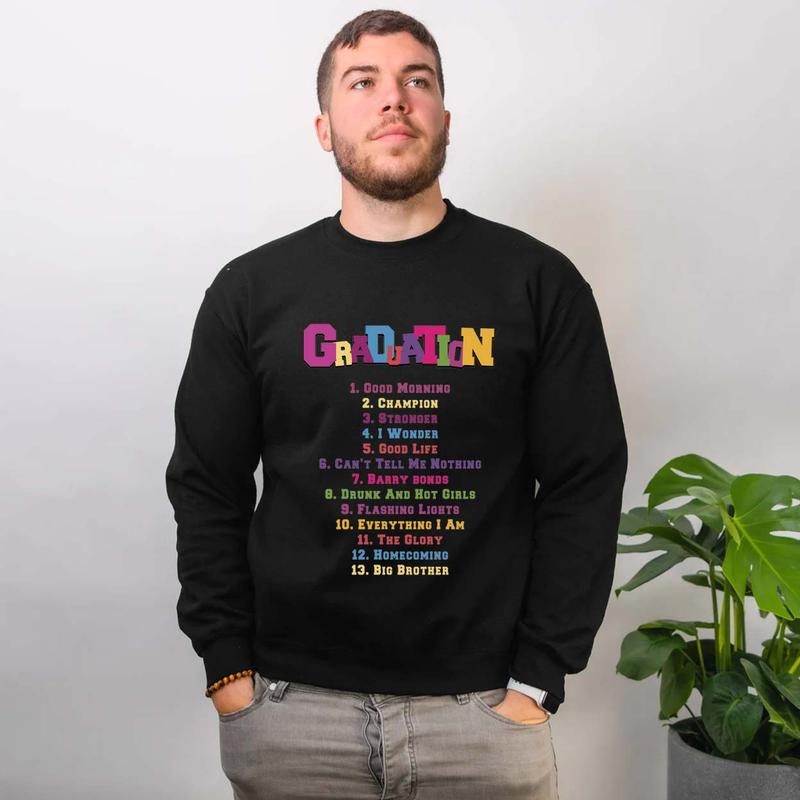 GRADUATION
1. GOOD MORNING
2. CHAMPION
3. STRONGER
4. I WONDER
5. GOOD LIFE
6. CAN'T TELL ME NOTHING
7. BARRY BONDS
8. DRUNK AND HOT GIRLS
9. FLASHING LIGHTS
10. EVERYTHING I AM
11. THE GLORY
12. HOMECOMING
13. BIG BROTHER